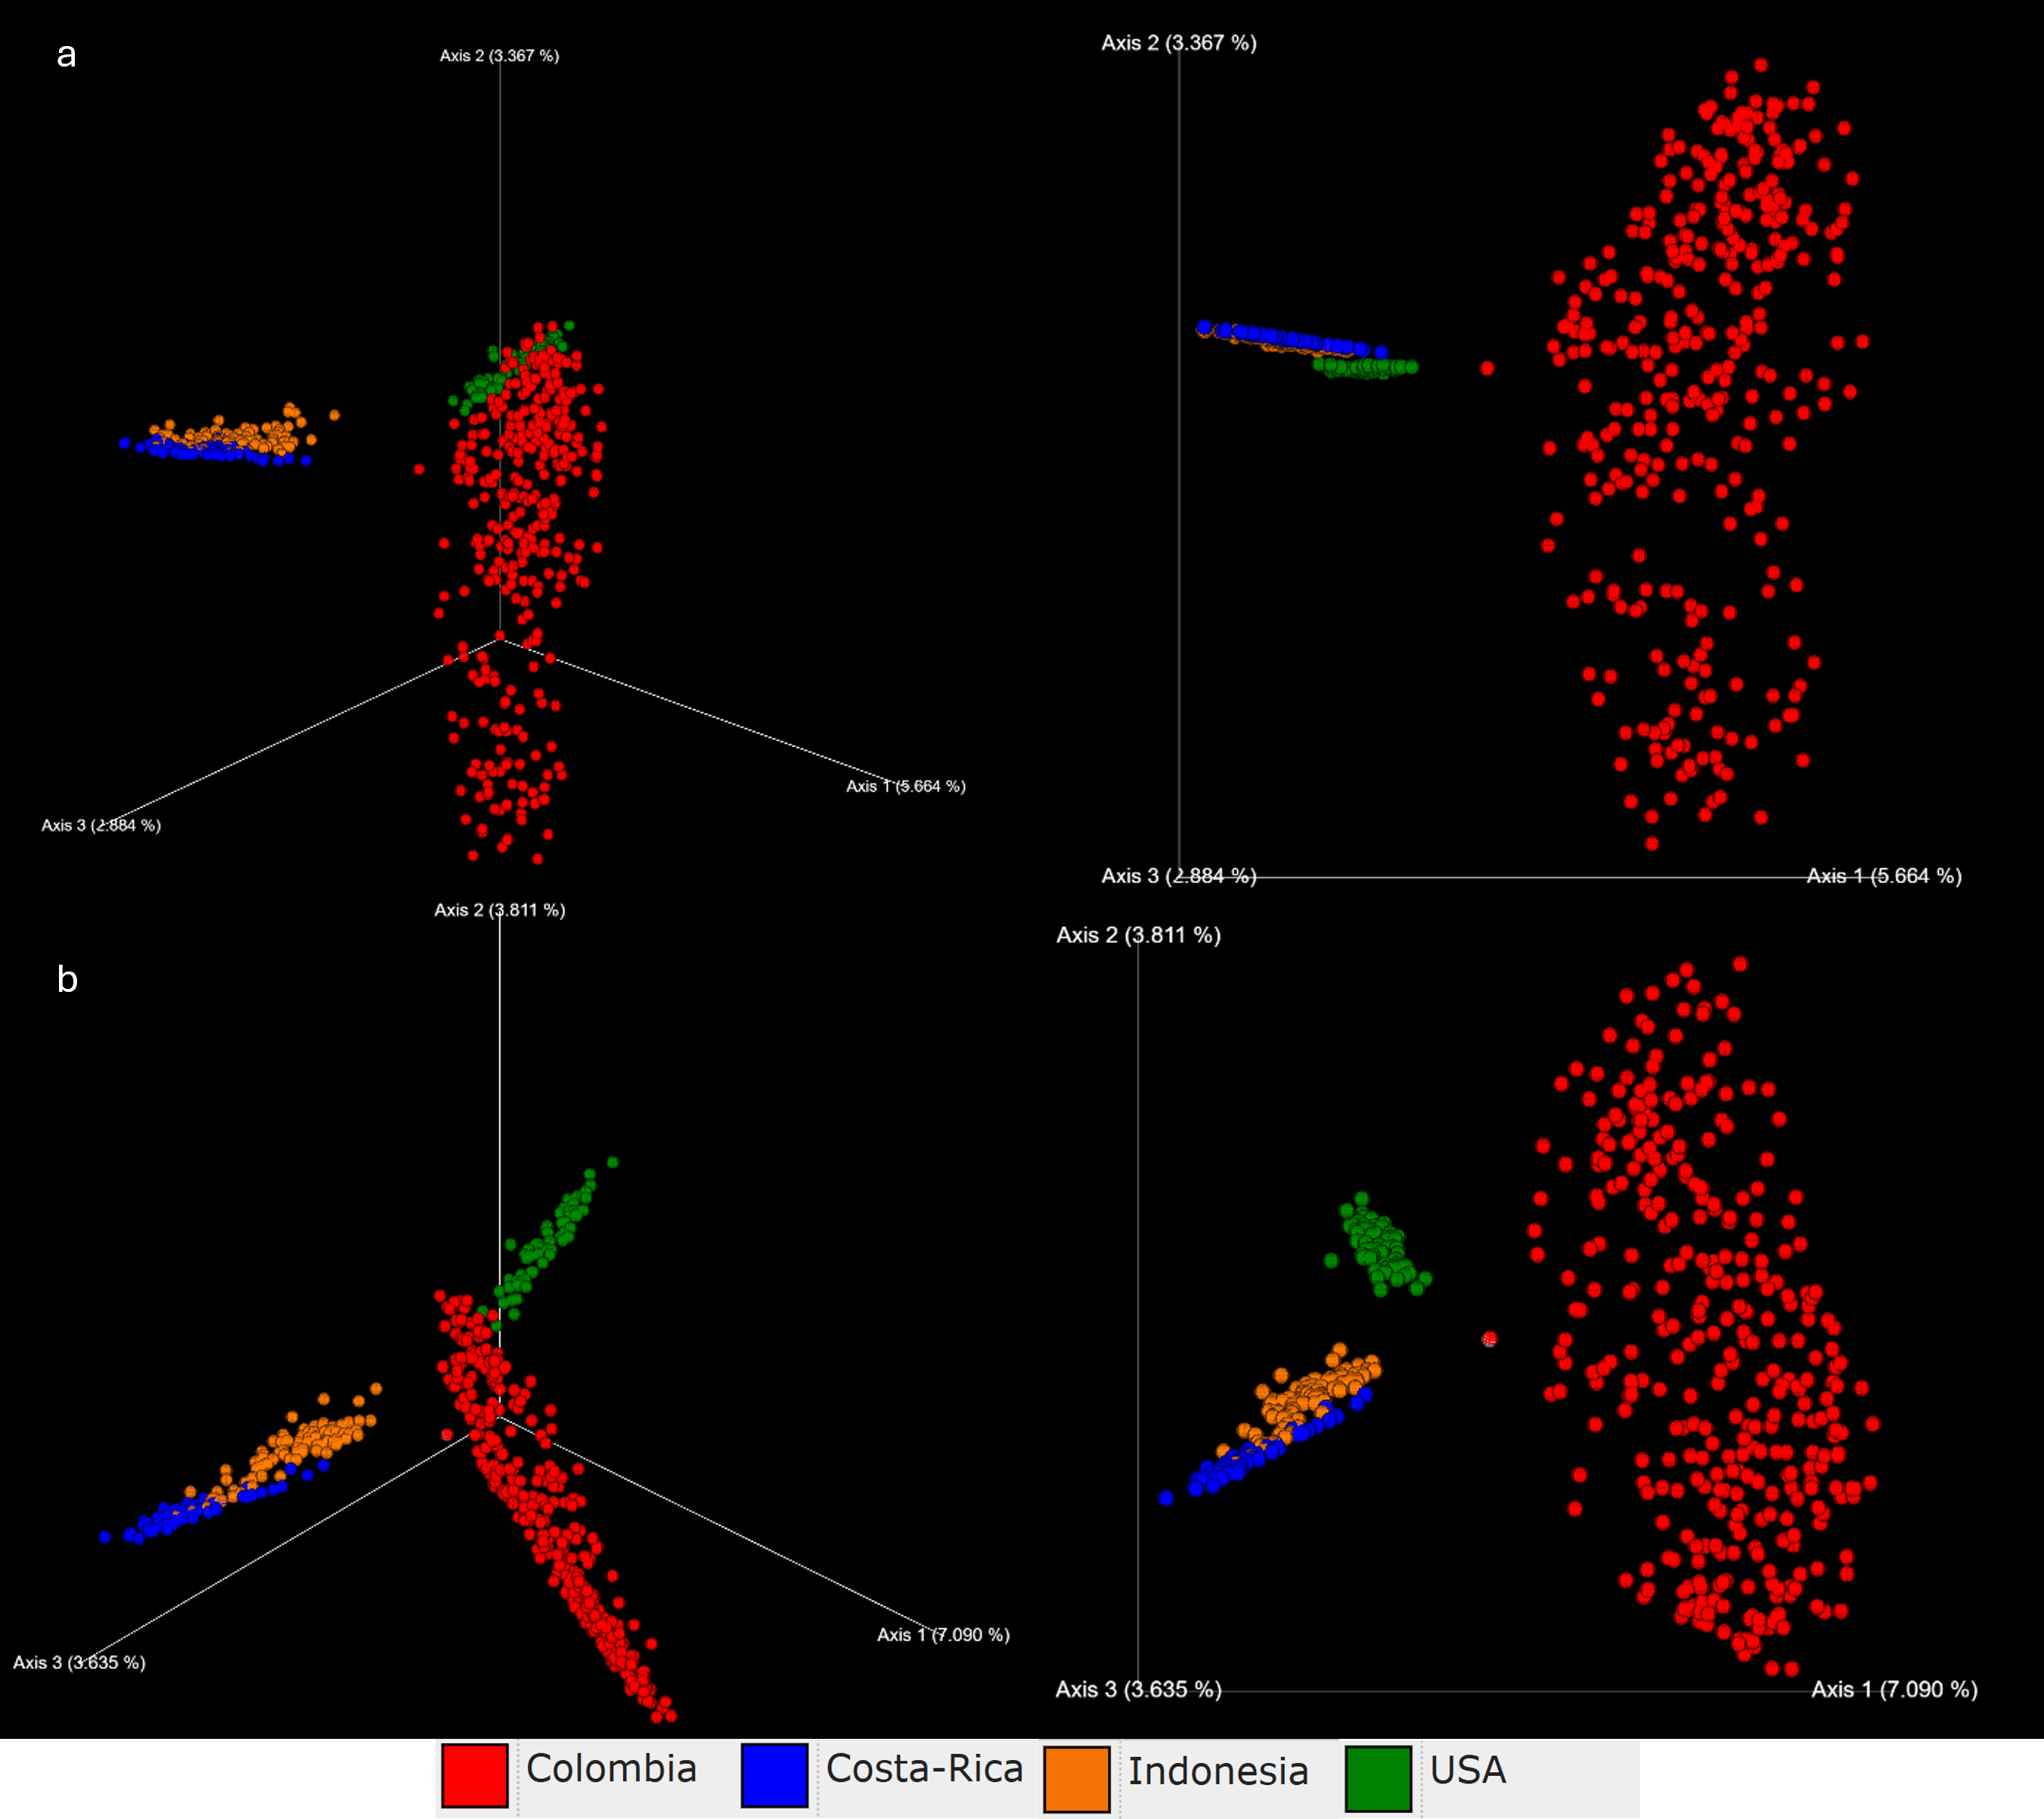 a
Axis 2 (3.367 %)
Axis 3 (2.884 %)
Axis 1 (5.664 %)
Axis 2 (3.367 %)
Axis 3 (2.884 %)
Axis 1 (5.664 %)
b
Axis 2 (3.811 %)
Axis 3 (3.635 %)
Axis 1 (7.090 %)
Axis 2 (3.811 %)
Axis 3 (3.635 %)
Axis 1 (7.090 %)
Colombia Costa-Rica Indonesia USA